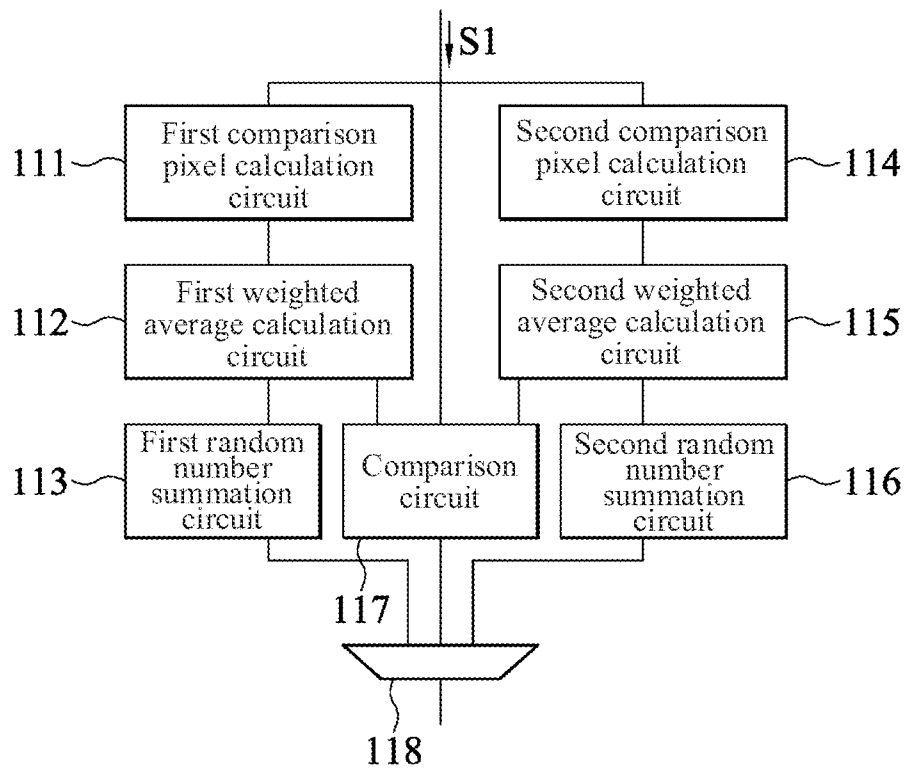 S1
First comparison
pixel calculation
circuit
111
Second comparison
pixel calculation
circuit
114
First weighted
average calculation
circuit
112
Second weighted
average calculation
circuit
115
First random
number
summation
circuit
113
Comparison
circuit
117
Second random
number
summation
circuit
116
118